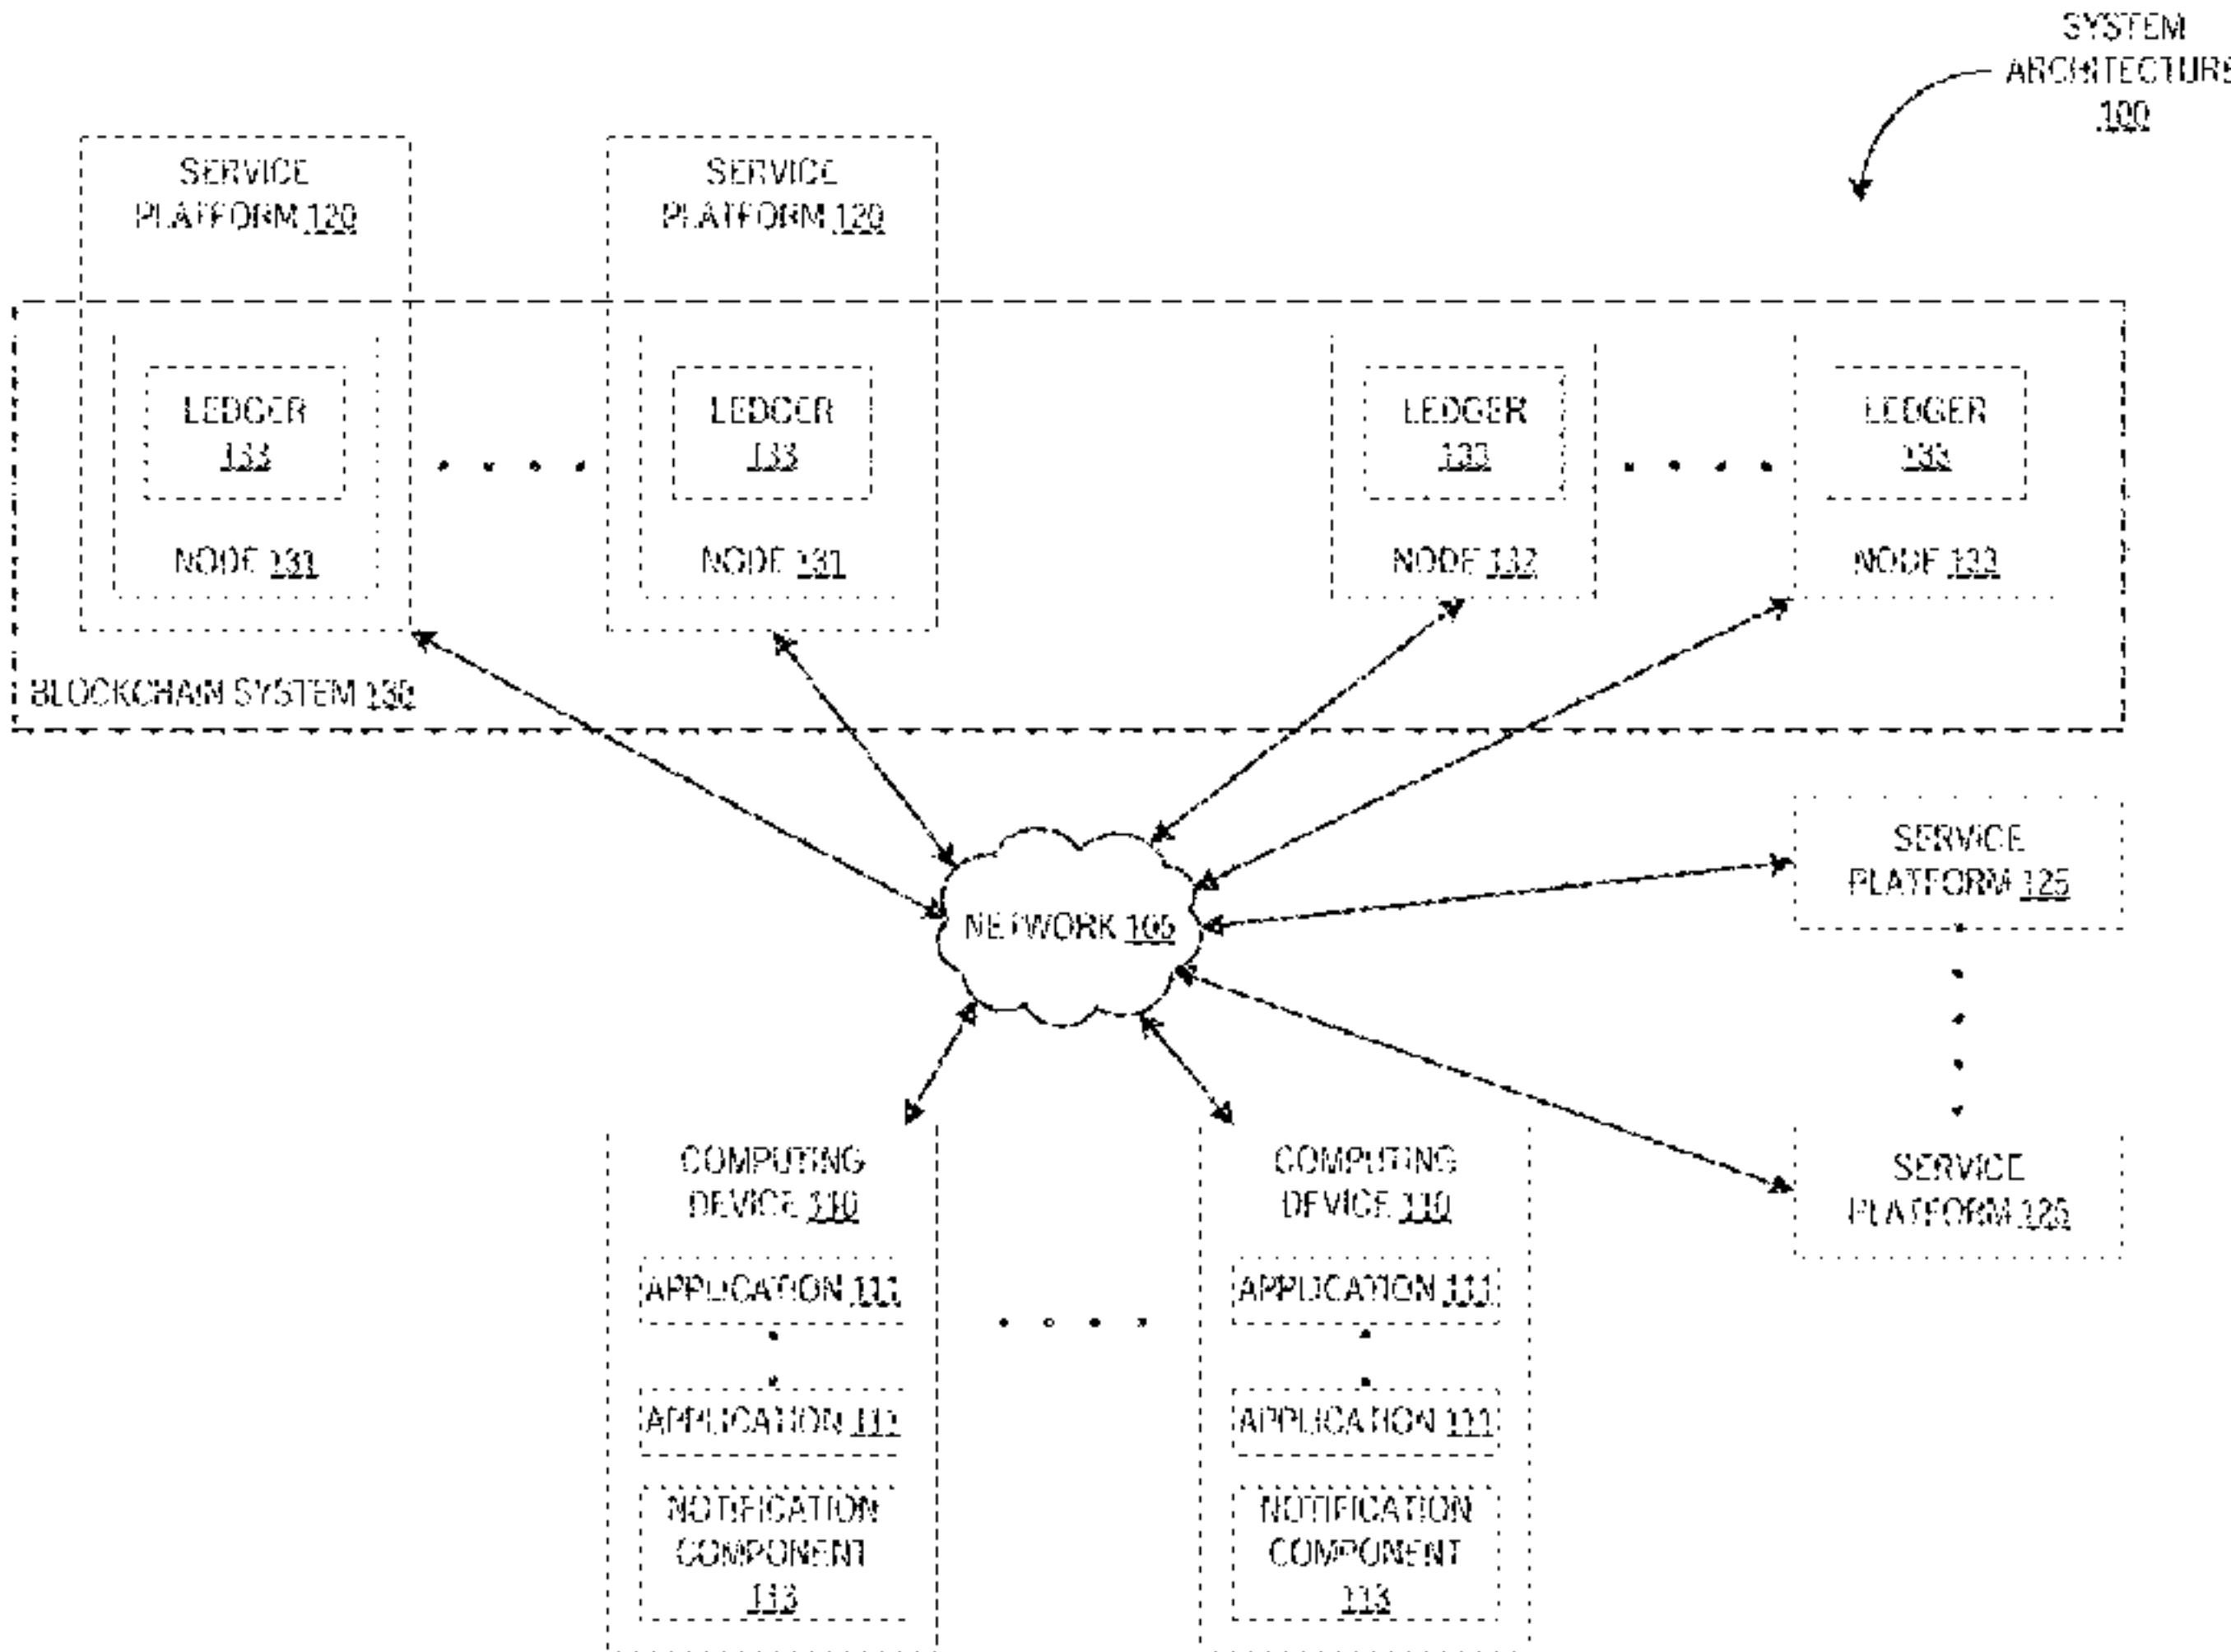 SYSTEM
ARCHITECTURE
100
SERVICE
PLATFORM 120
SERVICE
PLATFORM 120
LEDGER
133
LEDGER
133
LEDGER
133
LEDGER
133
NODE 131
NODE 131
NODE 132
NODE
BLOCKCHAIN SYSTEM 130
SERVICE
PLATFORM 125
NETWORK 105
SERVICE
PLATFORM 125
COMPUTING
DEVICE 110
COMPUTING
DEVICE 110
APPLICATION 111
APPLICATION 111
APPLICATION 111
APPLICATION 111
NOTIFICATION
COMPONENT
113
NOTIFICATION
COMPONENT
113